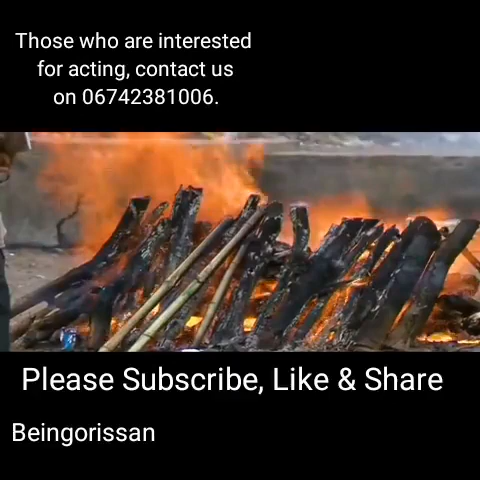 Those who are interested
for acting, contact us
on 06742381006.
Please Subscribe, Like & Share
Beingorissan